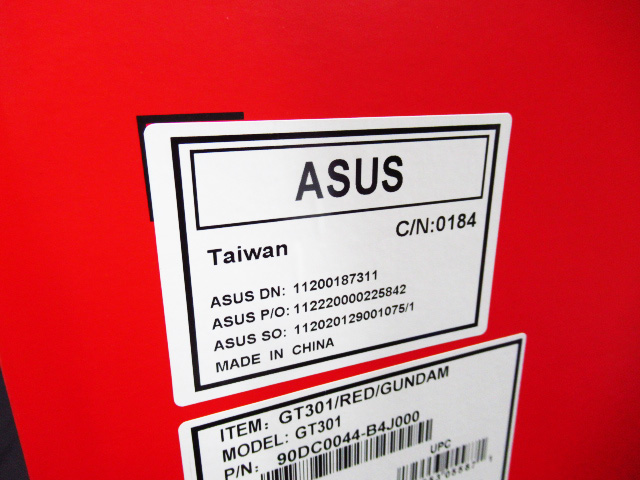 ASUS
C/N:0184
Taiwan
ASUS DN: 11200187311
ASUS P/O: 112220000225842
ASUS SO: 112020129001075/1
MADE IN CHINA
ITEM: GT301/RED/GUNDAM
MODEL: GT301
P/N: 90DC0044-B4J000
UPC